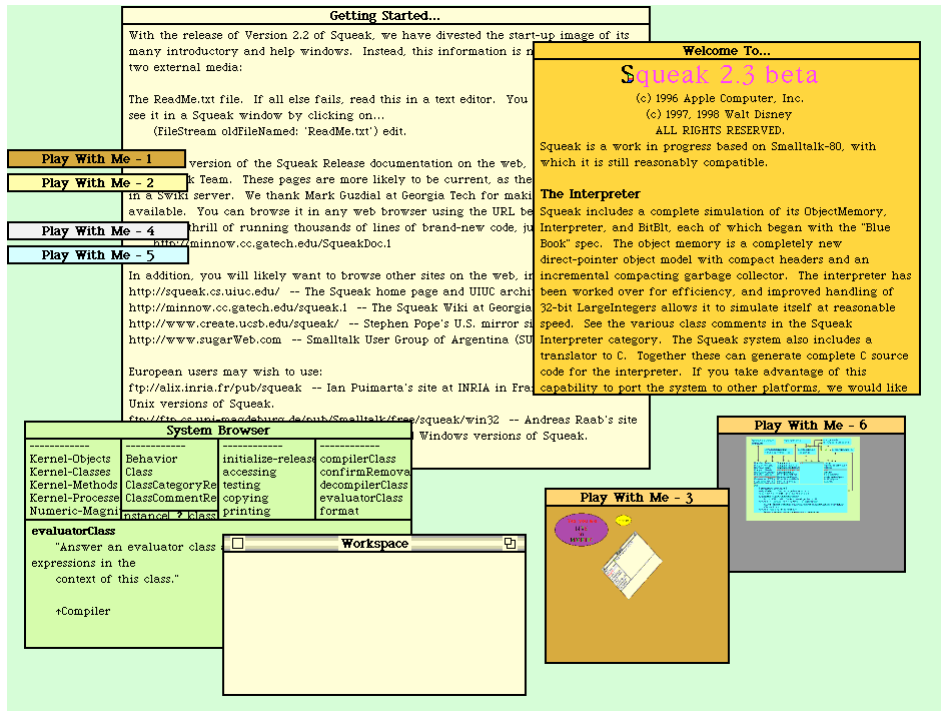 Getting Started...
With the release of Version 2.2 of Squeak, we have divested the start-up image of its
many introductory and help windows.  Instead, this information is n
two external media:
The ReadMe.txt file.  If all else fails, read this in a text editor.  You
see it in a Squeak window by clicking on...
(FileStream oldFileNamed: 'ReadMe.txt') edit.
version of the Squeak Release documentation on the web,
k Team.  These pages are more likely to be current, as the
in a Swiki server.  We thank Mark Guzdial at Georgia Tech for maki
available.  You can browse it in any web browser using the URL be
thrill of running thousands of lines of brand-new code, ju
http://minnow.cc.gatech.edu/SqueakDoc.1
In addition, you will likely want to browse other sites on the web, in
http://squeak.cs.uiuc.edu/  -- The Squeak home page and UIUC archi
http://minnow.cc.gatech.edu/squeak.1  -- The Squeak Wiki at Georgia
http://www.create.ucsb.edu/squeak/  -- Stephen Pope's U.S. mirror si
http://www.sugarWeb.com  -- Smalltalk User Group of Argentina (SU
European users may wish to use:
ftp://alix.inria.fr/pub/squeak  -- Ian Puimarta's site at INRIA in Fra
Unix versions of Squeak.
ftp://ftp.cs.uni-magdeburg.de/pub/Smalltalk/free/squeak/win32  -- Andreas Raab's site
Windows versions of Squeak.
Welcome To...
Squeak 2.3 beta
(c) 1996 Apple Computer, Inc.
(c) 1997, 1998 Walt Disney
ALL RIGHTS RESERVED.
Squeak is a work in progress based on Smalltalk-80, with
which it is still reasonably compatible.
The Interpreter
Squeak includes a complete simulation of its ObjectMemory,
Interpreter, and BitBlt, each of which began with the "Blue
Book" spec.  The object memory is a completely new
direct-pointer object model with compact headers and an
incremental compacting garbage collector.  The interpreter has
been worked over for efficiency, and improved handling of
32-bit LargeIntegers allows it to simulate itself at reasonable
speed.  See the various class comments in the Squeak
Interpreter category.  The Squeak system also includes a
translator to C.  Together these can generate complete C source
code for the interpreter.  If you take advantage of this
capability to port the system to other platforms, we would like
Play With Me - 1
Play With Me - 2
Play With Me - 4
Play With Me - 5
System Browser
------------
Kernel-Objects
Kernel-Classes
Kernel-Methods
Kernel-Processe
Numeric-Magni
------------
Behavior
Class
ClassCategoryRe
ClassCommentRe
instance ? class
------------
initialize-release
accessing
testing
copying
printing
------------
compilerClass
confirmRemova
decompilerClass
evaluatorClass
format
evaluatorClass
"Answer an evaluator class
expressions in the
context of this class."
↑Compiler
Workspace
Play With Me - 3
Play With Me - 6